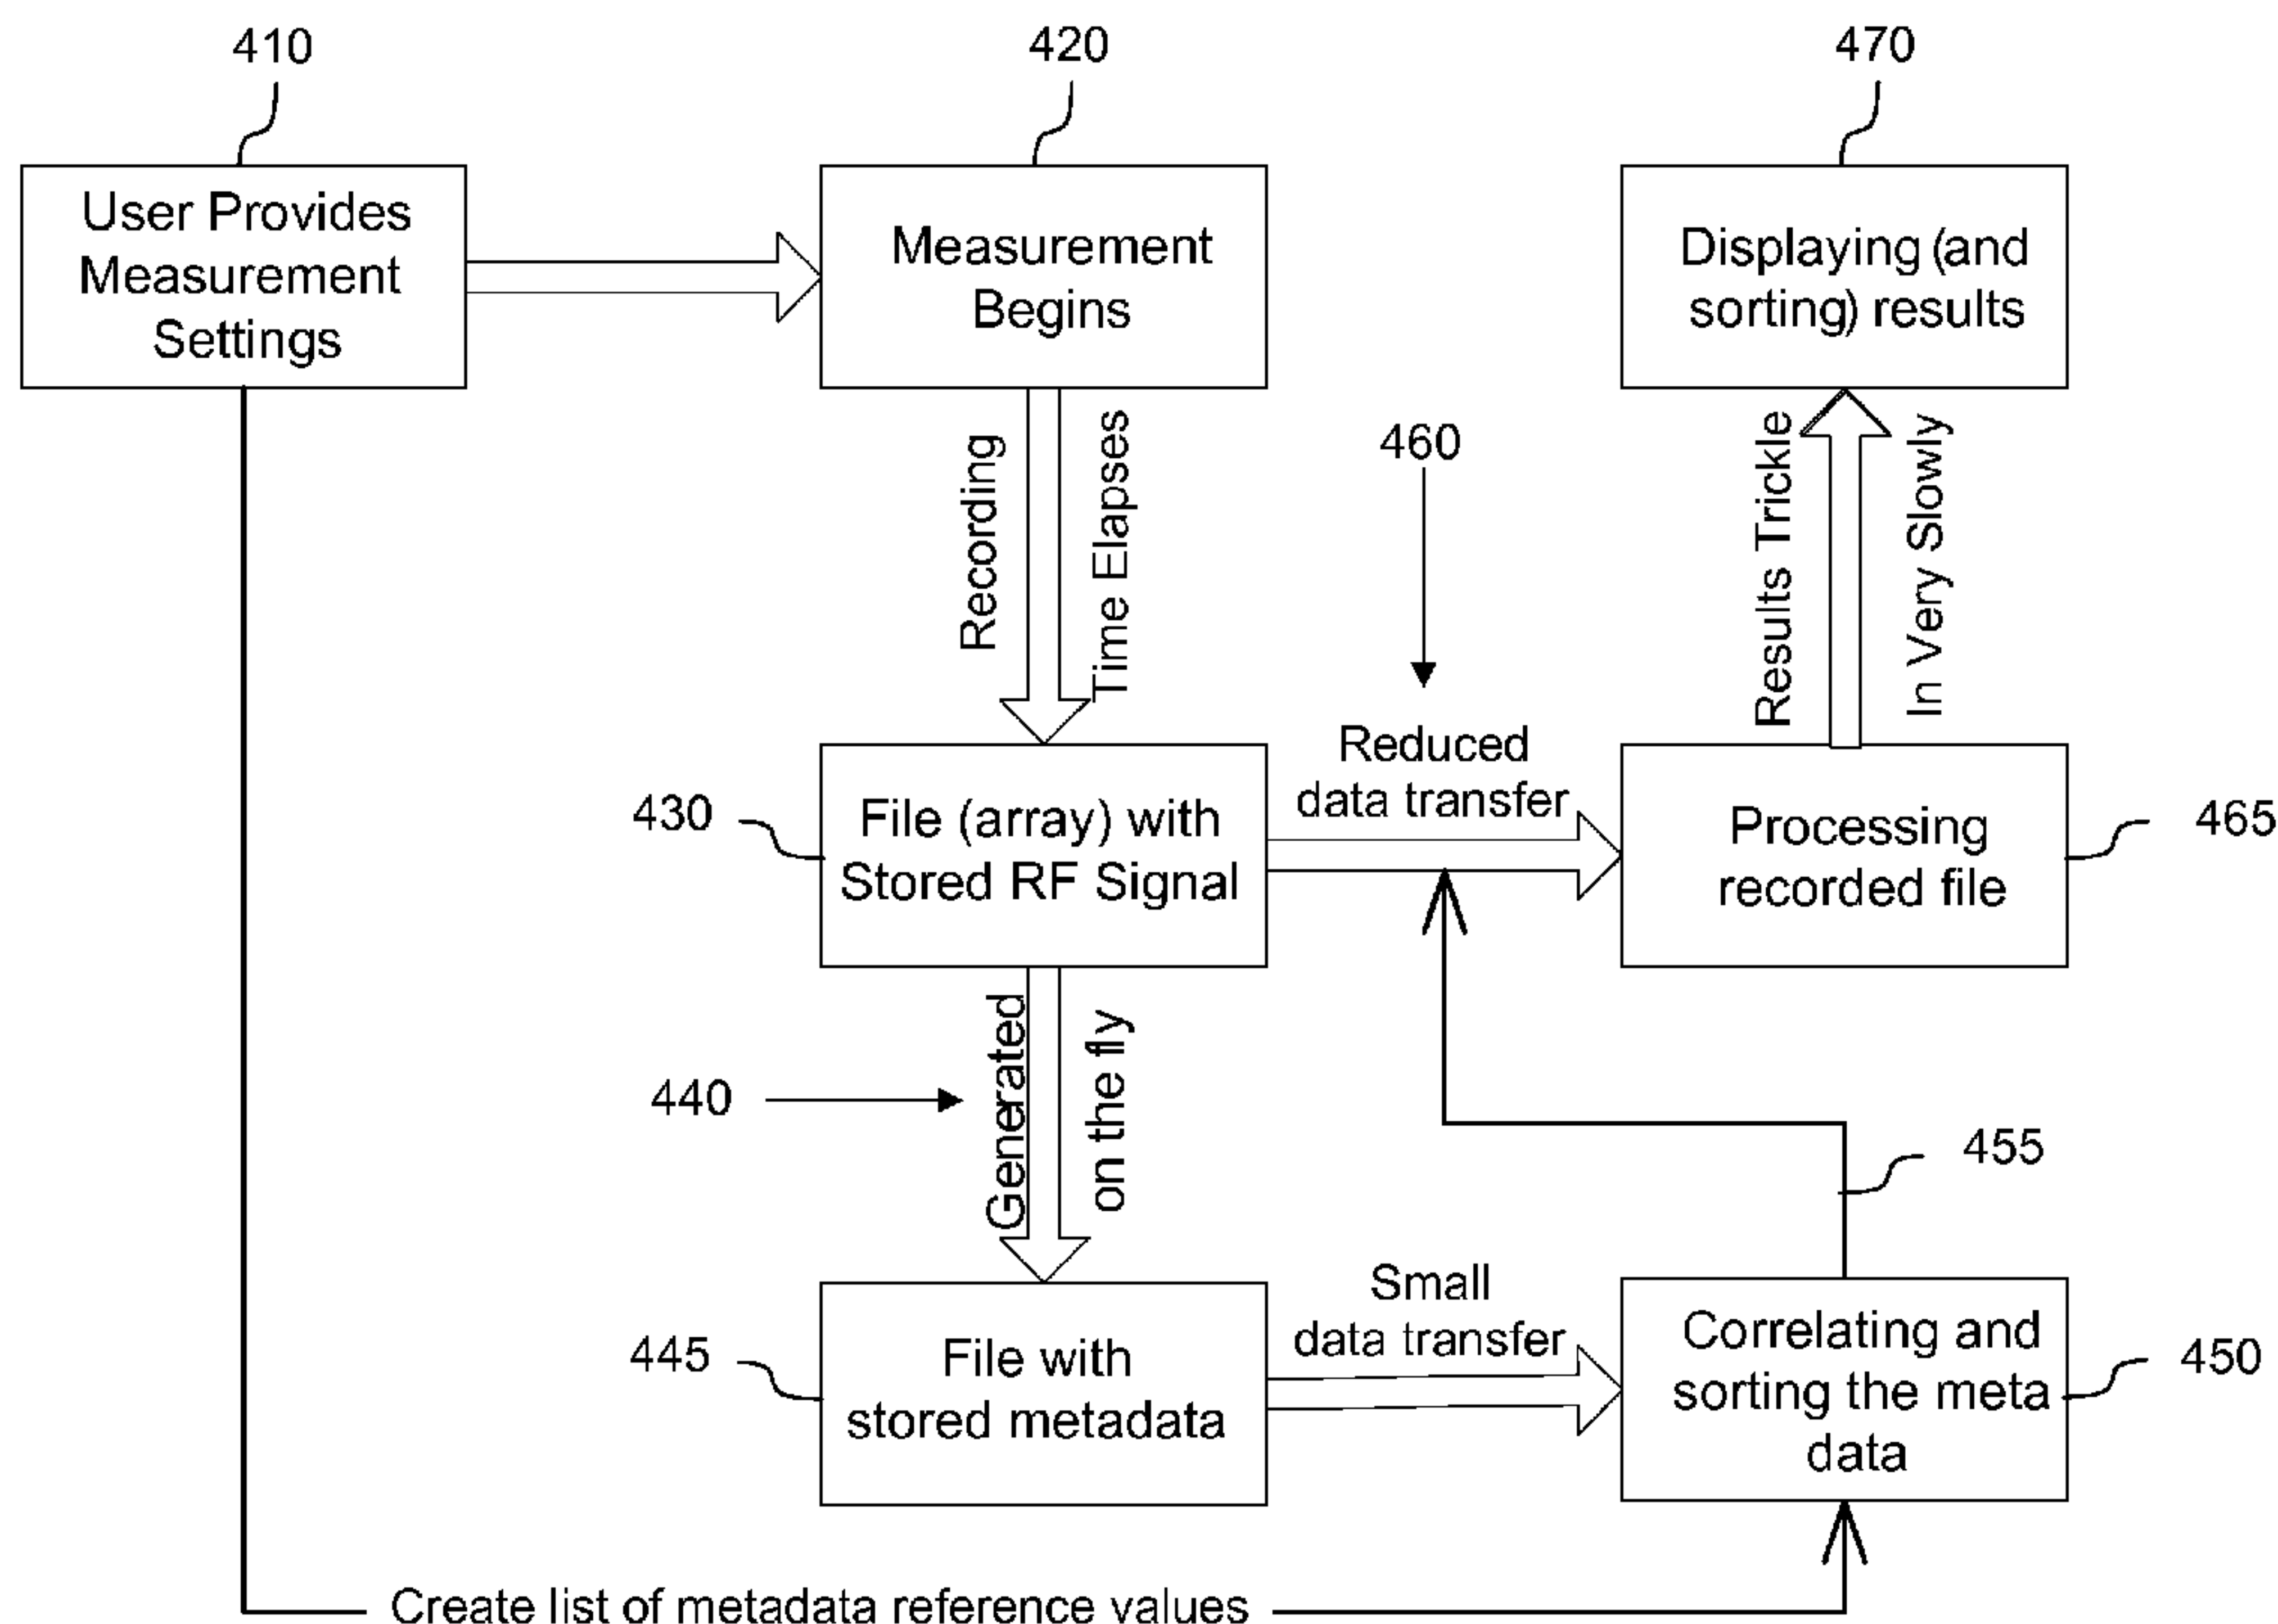 410
420
470
User Provides
Measurement
Settings
Measurement
Begins
Displaying (and
sorting) results
Recording
Time Elapses
460
Results Trickle
In Very Slowly
430
File (array) with
Stored RF Signal
Reduced
data transfer
Processing
recorded file
465
440
Generated
on the fly
455
445
File with
stored metadata
Small
data transfer
Correlating and
sorting the meta
data
450
Create list of metadata reference values